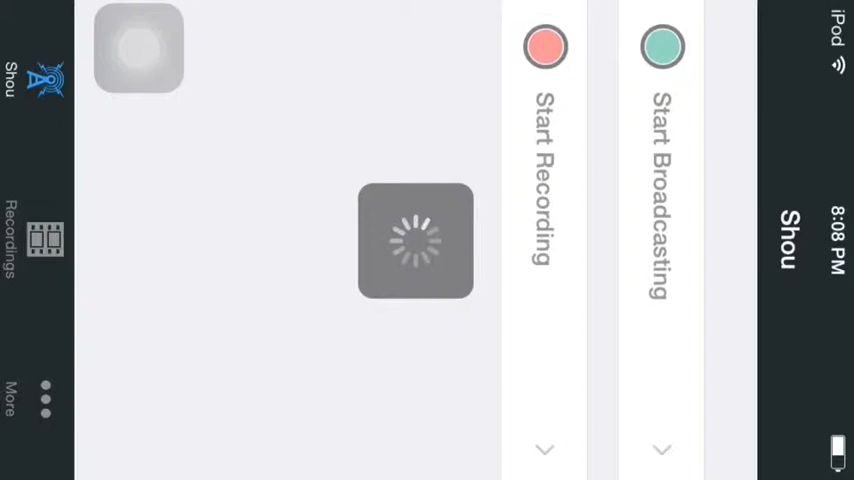 iPod 8:08 PM
Shou
Start Broadcasting
Start Recording
Shou Recordings More